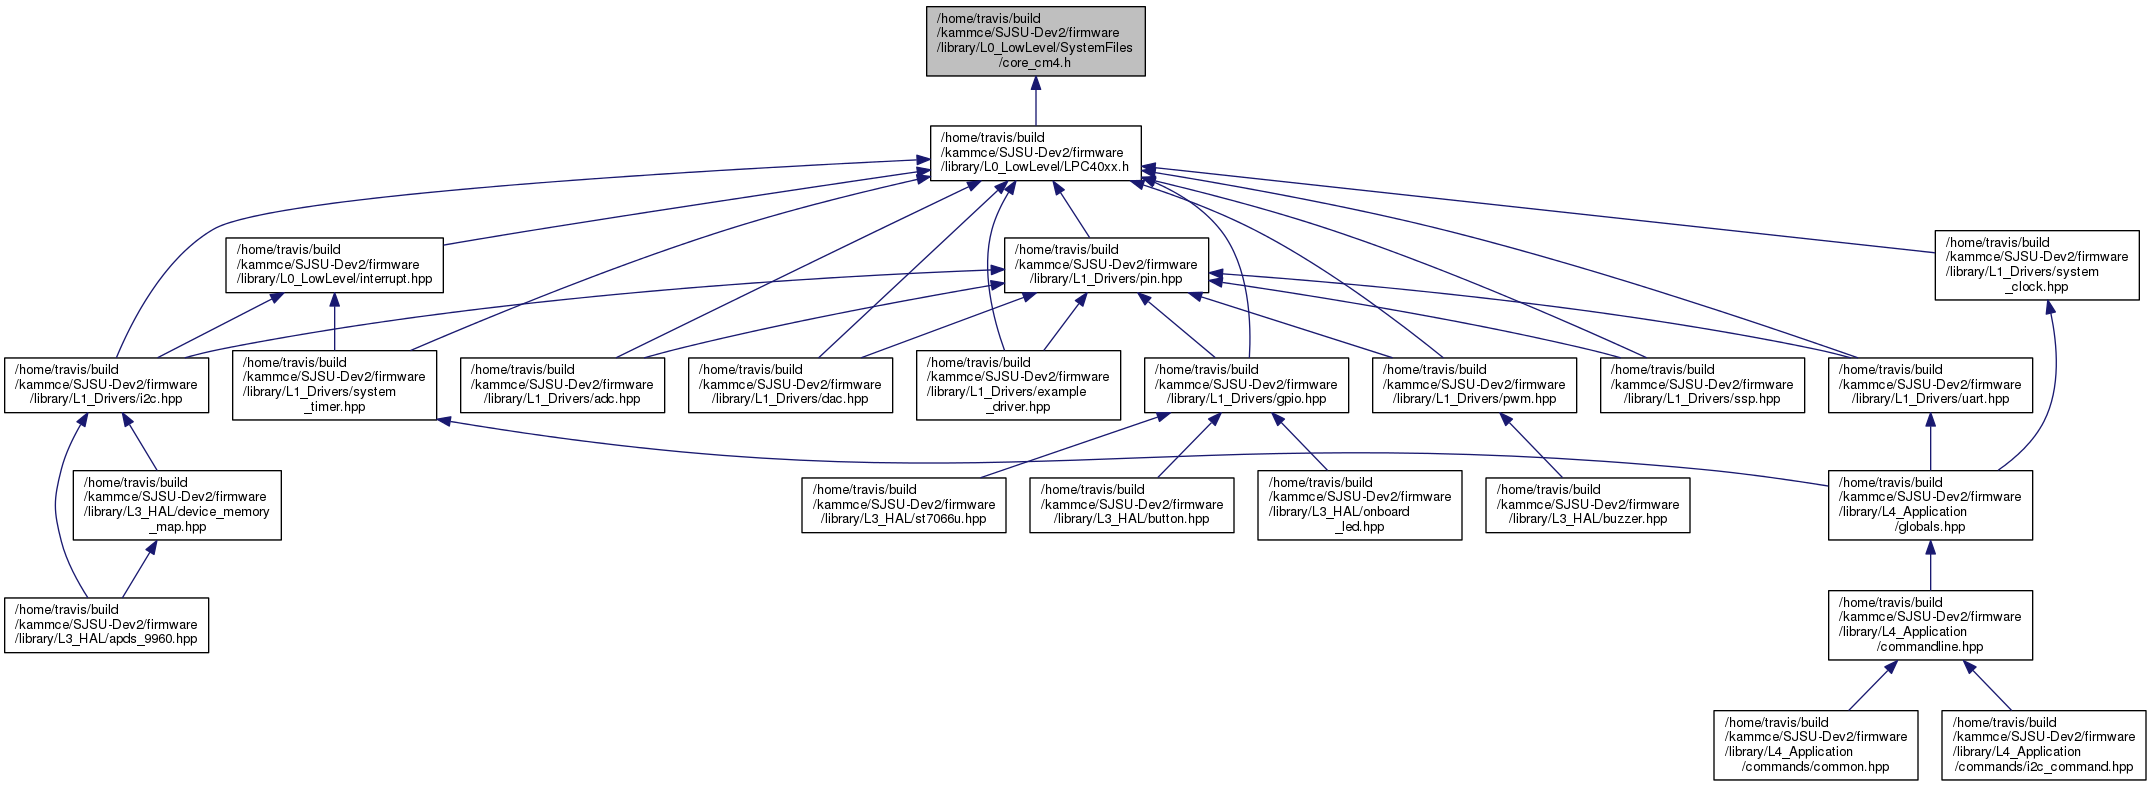 /home/travis/build
/kammce/SJSU-Dev2/firmware
/library/L0_LowLevel/SystemFiles
/core_cm4.h
/home/travis/build
/kammce/SJSU-Dev2/firmware
/library/L0_LowLevel/LPC40xx.h
/home/travis/build
/kammce/SJSU-Dev2/firmware
/library/L0_LowLevel/interrupt.hpp
/home/travis/build
/kammce/SJSU-Dev2/firmware
/library/L1_Drivers/pin.hpp
/home/travis/build
/kammce/SJSU-Dev2/firmware
/library/L1_Drivers/system
_clock.hpp
/home/travis/build
/kammce/SJSU-Dev2/firmware
/library/L1_Drivers/i2c.hpp
/home/travis/build
/kammce/SJSU-Dev2/firmware
/library/L1_Drivers/system
_timer.hpp
/home/travis/build
/kammce/SJSU-Dev2/firmware
/library/L1_Drivers/adc.hpp
/home/travis/build
/kammce/SJSU-Dev2/firmware
/library/L1_Drivers/dac.hpp
/home/travis/build
/kammce/SJSU-Dev2/firmware
/library/L1_Drivers/example
_driver.hpp
/home/travis/build
/kammce/SJSU-Dev2/firmware
/library/L1_Drivers/gpio.hpp
/home/travis/build
/kammce/SJSU-Dev2/firmware
/library/L1_Drivers/pwm.hpp
/home/travis/build
/kammce/SJSU-Dev2/firmware
/library/L1_Drivers/ssp.hpp
/home/travis/build
/kammce/SJSU-Dev2/firmware
/library/L1_Drivers/uart.hpp
/home/travis/build
/kammce/SJSU-Dev2/firmware
/library/L3_HAL/device_memory
_map.hpp
/home/travis/build
/kammce/SJSU-Dev2/firmware
/library/L3_HAL/st7066u.hpp
/home/travis/build
/kammce/SJSU-Dev2/firmware
/library/L3_HAL/button.hpp
/home/travis/build
/kammce/SJSU-Dev2/firmware
/library/L3_HAL/onboard
_led.hpp
/home/travis/build
/kammce/SJSU-Dev2/firmware
/library/L3_HAL/buzzer.hpp
/home/travis/build
/kammce/SJSU-Dev2/firmware
/library/L4_Application
/globals.hpp
/home/travis/build
/kammce/SJSU-Dev2/firmware
/library/L3_HAL/apds_9960.hpp
/home/travis/build
/kammce/SJSU-Dev2/firmware
/library/L4_Application
/commandline.hpp
/home/travis/build
/kammce/SJSU-Dev2/firmware
/library/L4_Application
/commands/common.hpp
/home/travis/build
/kammce/SJSU-Dev2/firmware
/library/L4_Application
/commands/i2c_command.hpp